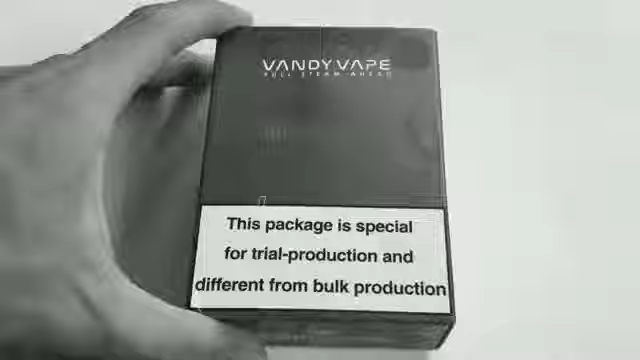 VANDY VAPE
FULL STEAM AHEAD
This package is special
for trial-production and
different from bulk production